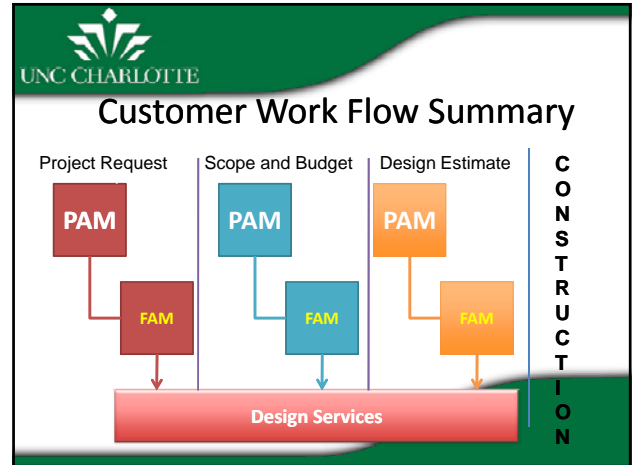 UNC CHARLOTTE
Customer Work Flow Summary
Project Request
Scope and Budget
Design Estimate
PAM
PAM
PAM
FAM
FAM
FAM
Design Services
CONSTRUCTION